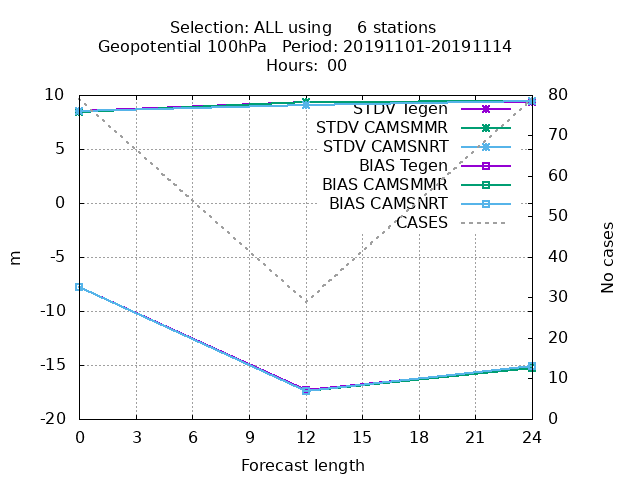 Selection: ALL using     6 stations
Geopotential 100hPa   Period: 20191101-20191114
Hours:  00
10
5
0
-5
-10
-15
-20
m
80
70
60
50
40
30
20
10
0
No cases
STDV Tegen
STDV CAMSMMR
STDV CAMSNRT
BIAS Tegen
BIAS CAMSMMR
BIAS CAMSNRT
CASES
0 3 6 9 12 15 18 21 24
Forecast length